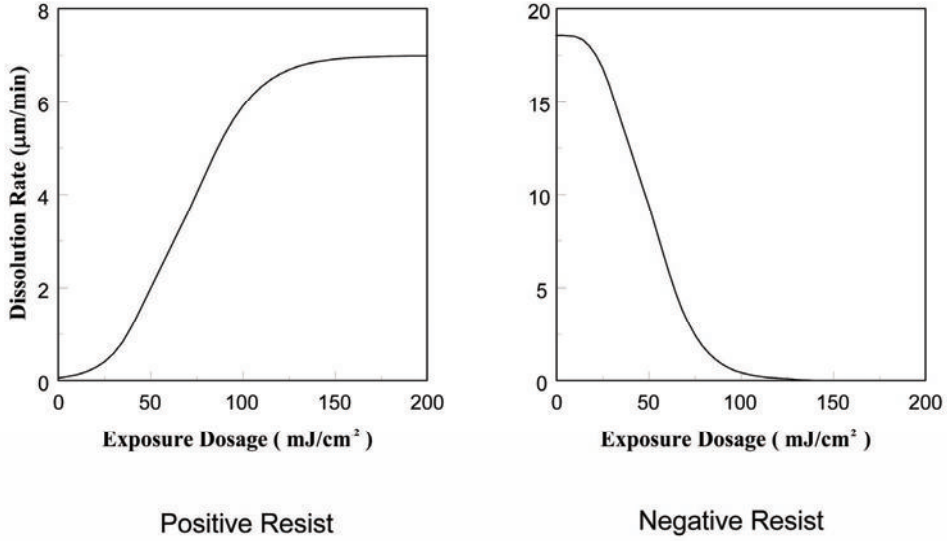 Dissolution Rate (μm/min)
8
6
4
2
0
0 50 100 150 200
Exposure Dosage ( mJ/cm² )
Positive Resist
20
15
10
5
0
0 50 100 150 200
Exposure Dosage ( mJ/cm² )
Negative Resist